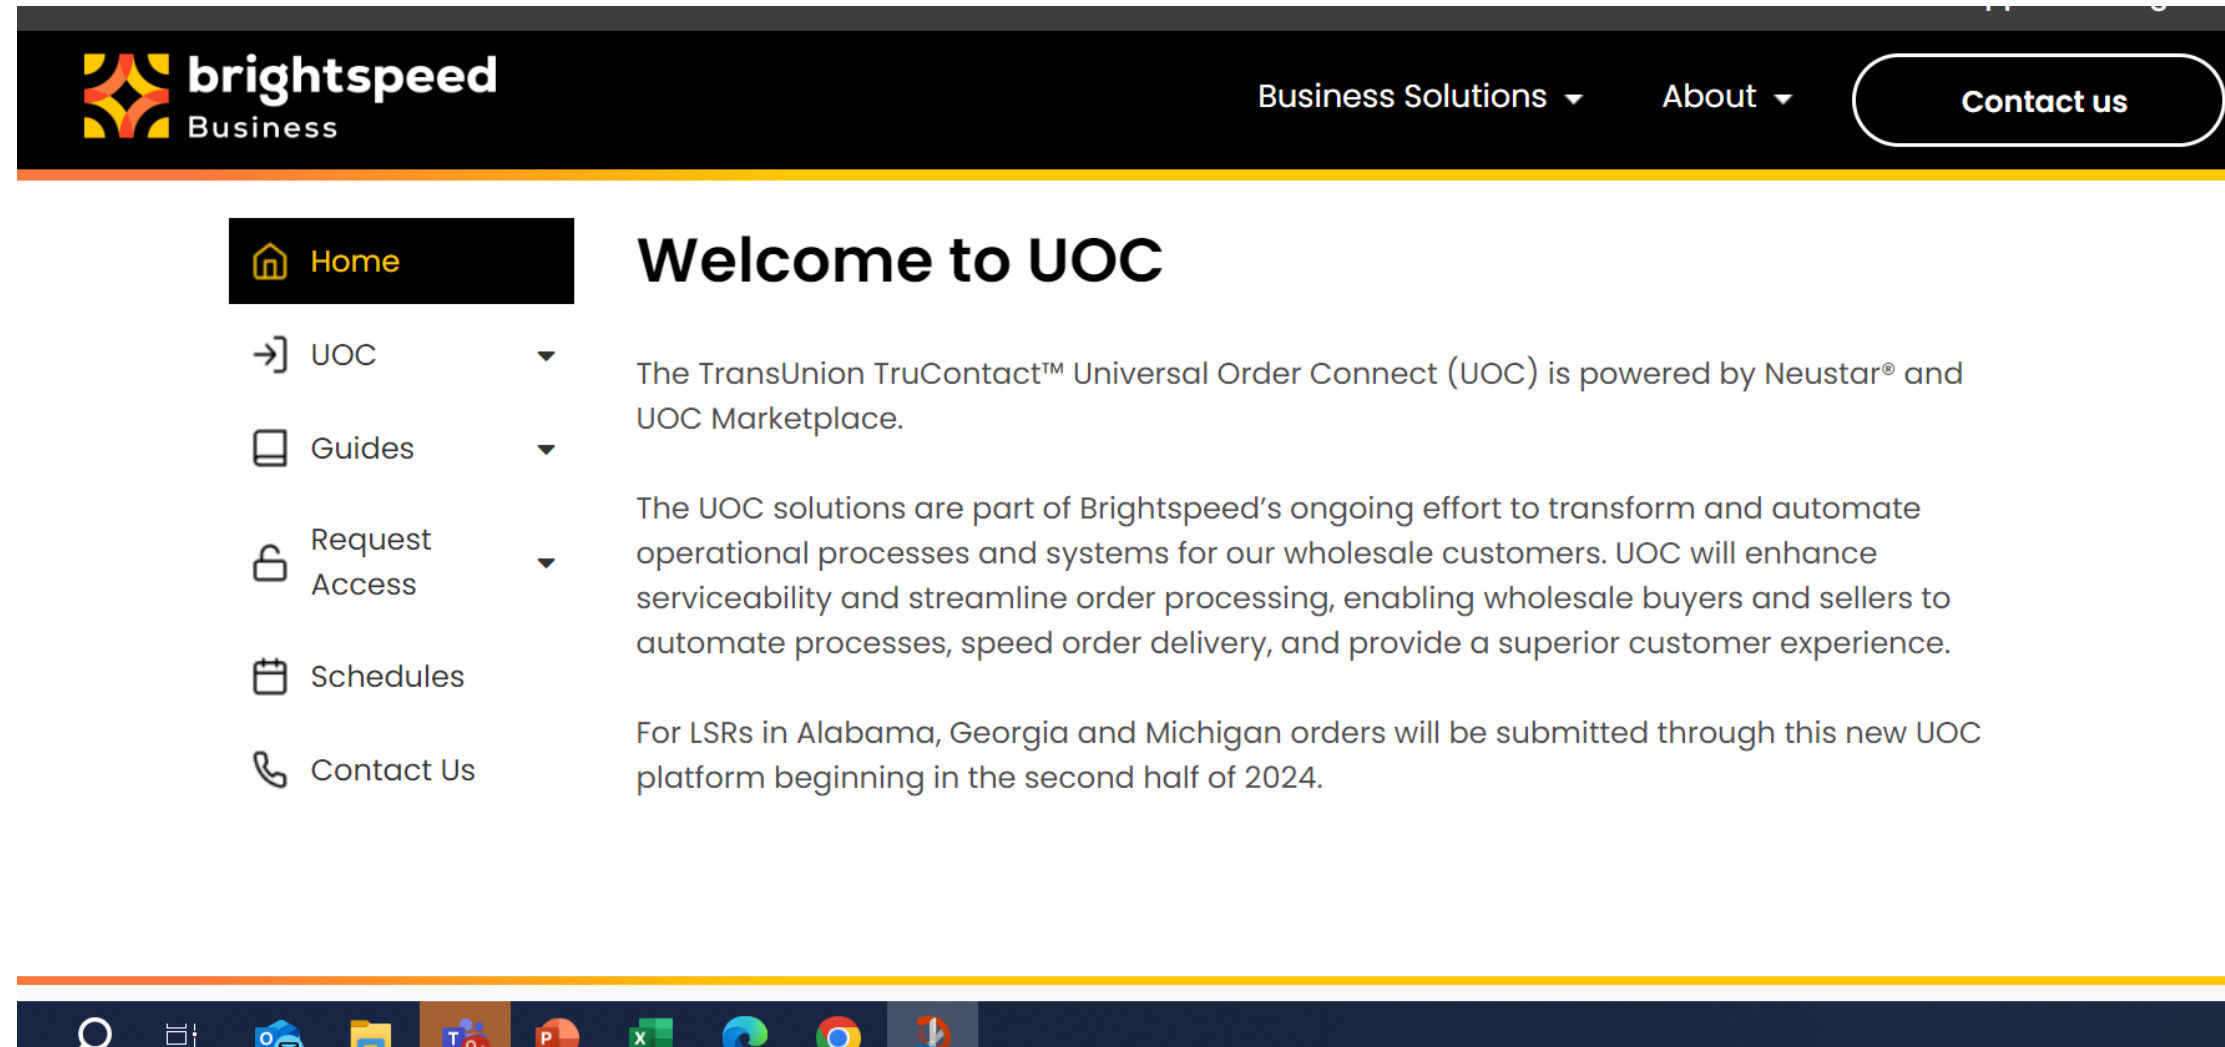 brightspeed
Business
Business Solutions
About
Contact us
Home
UOC
Guides
Request
Access
Schedules
Contact Us
Welcome to UOC
The TransUnion TruContact™ Universal Order Connect (UOC) is powered by Neustar® and
UOC Marketplace.
The UOC solutions are part of Brightspeed’s ongoing effort to transform and automate
operational processes and systems for our wholesale customers. UOC will enhance
serviceability and streamline order processing, enabling wholesale buyers and sellers to
automate processes, speed order delivery, and provide a superior customer experience.
For LSRs in Alabama, Georgia and Michigan orders will be submitted through this new UOC
platform beginning in the second half of 2024.